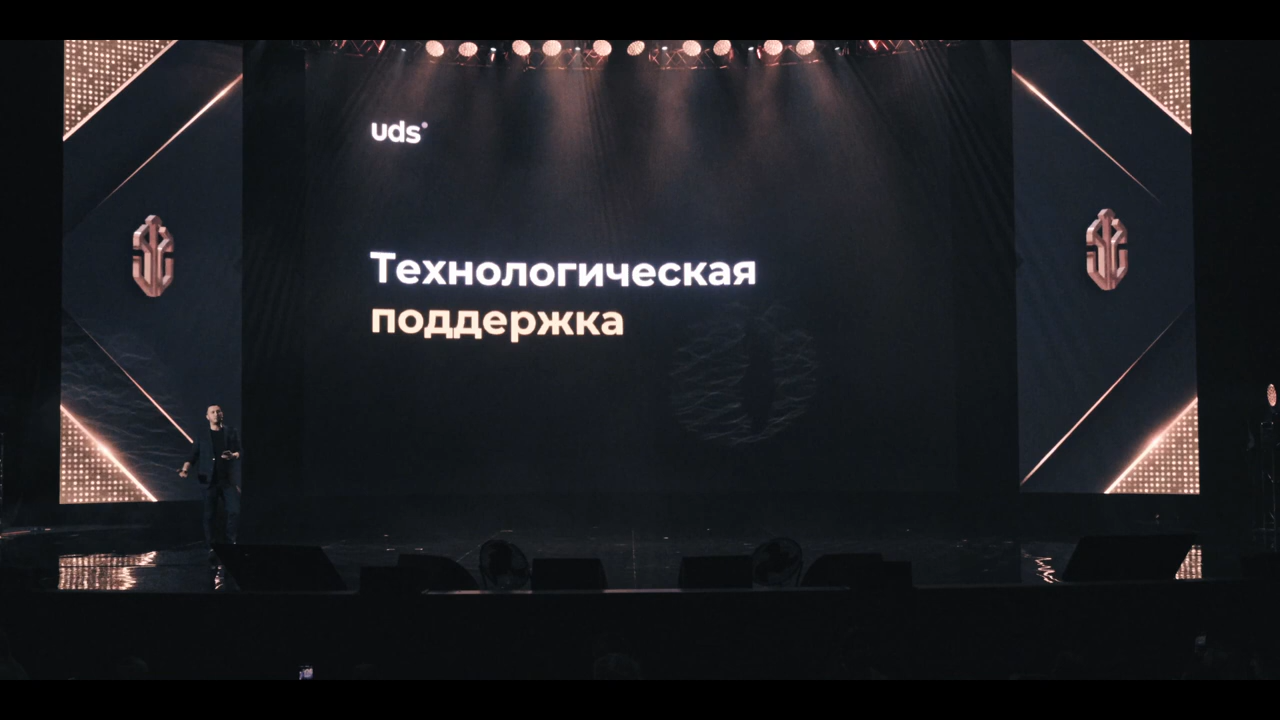 uds
Технологическая
поддержка